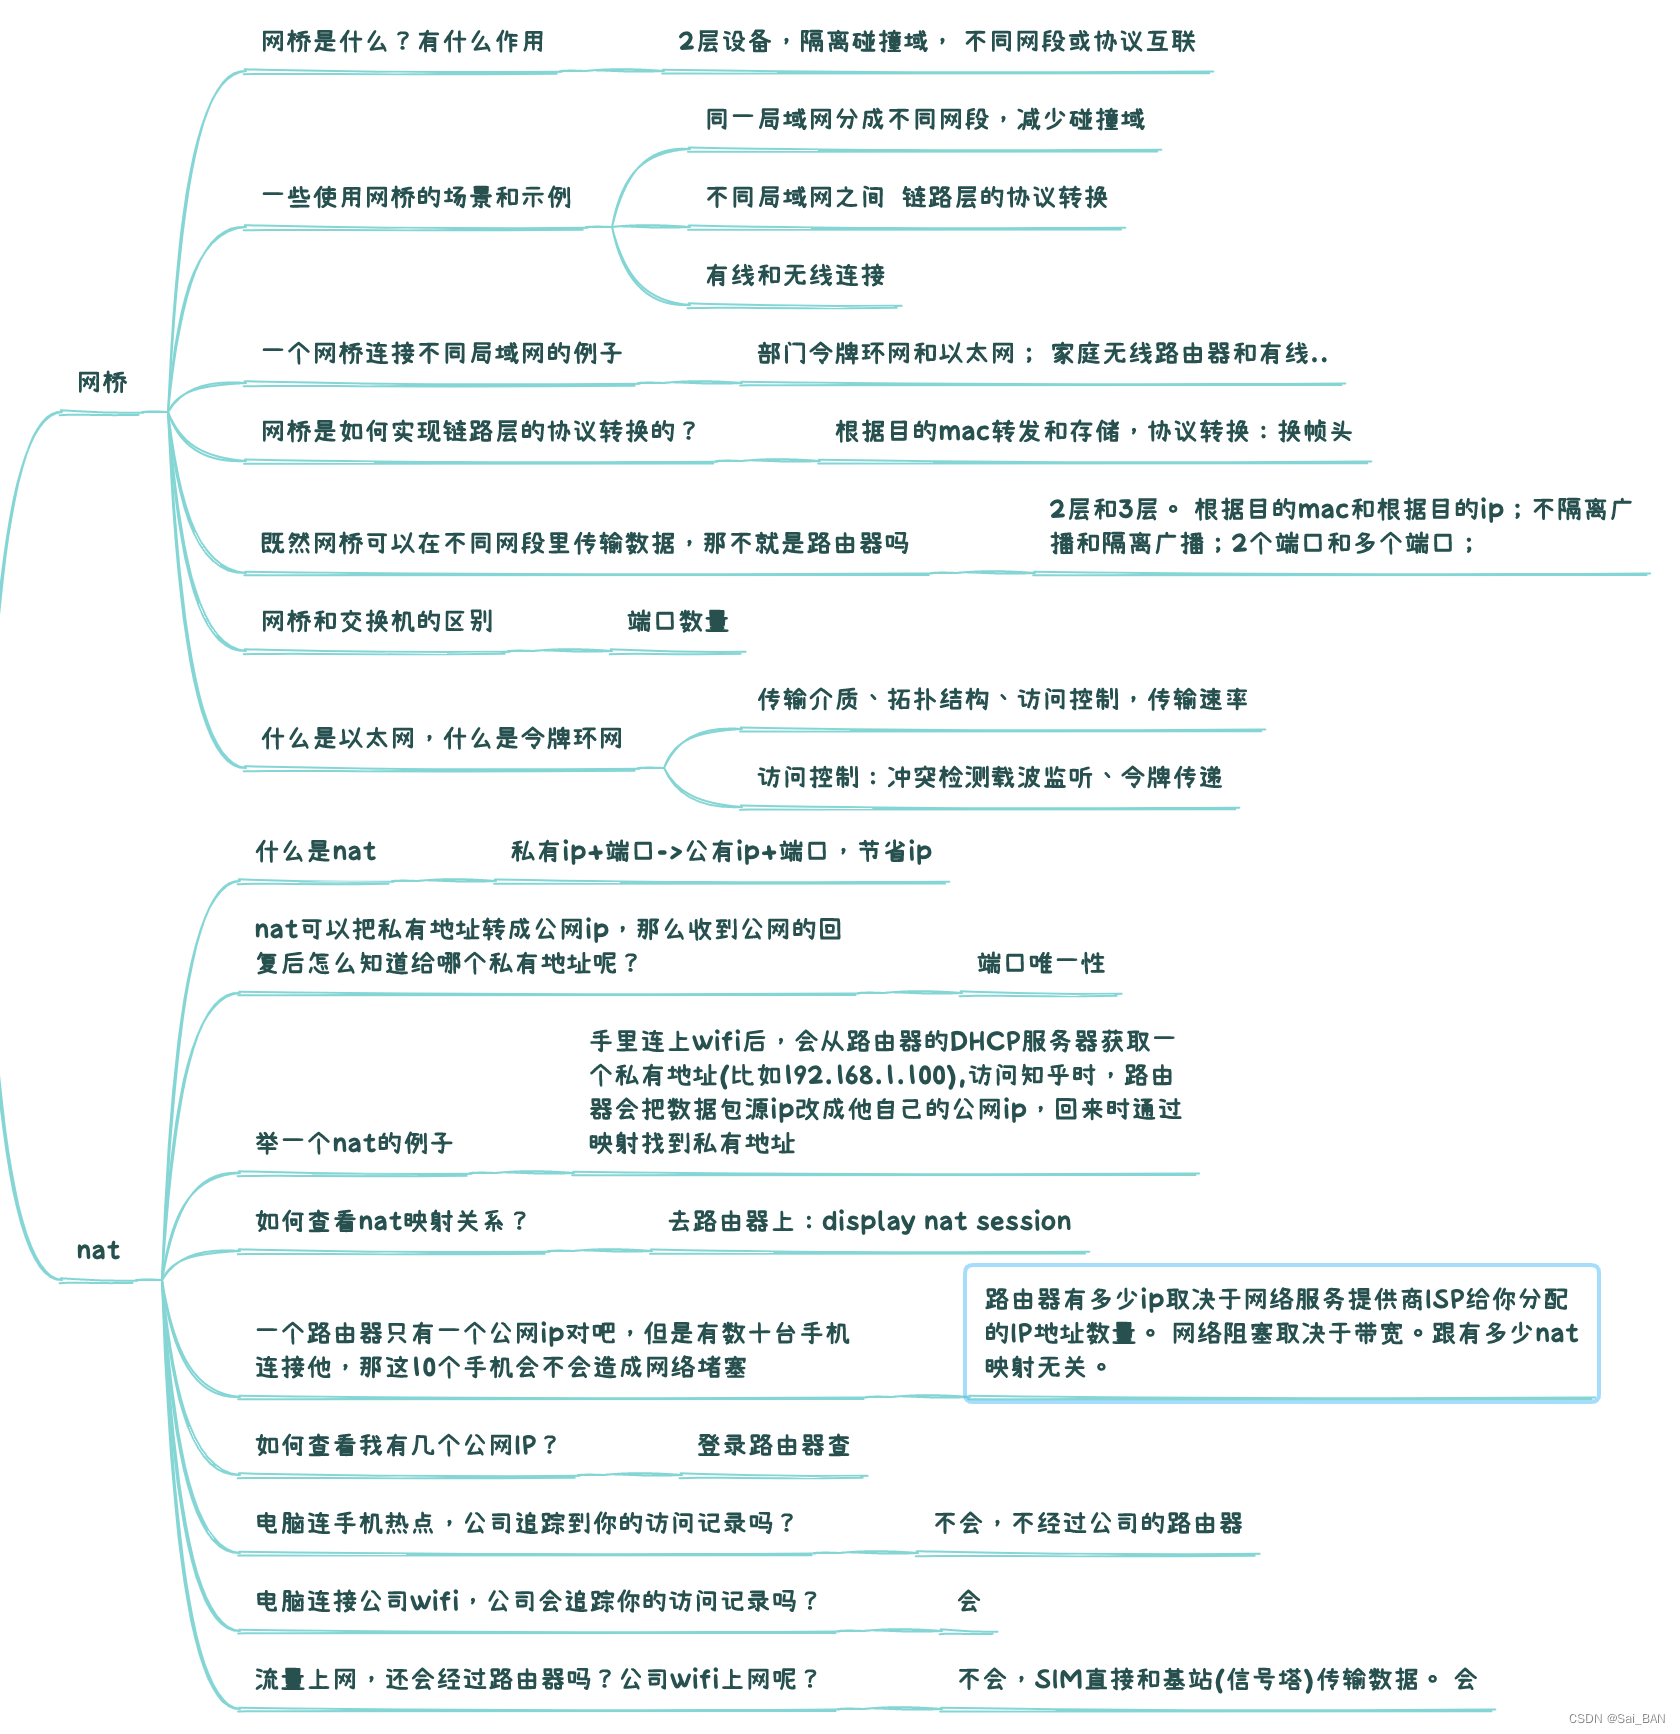 网桥
网桥是什么？有什么作用
2层设备，隔离碰撞域， 不同网段或协议互联
一些使用网桥的场景和示例
同一局域网分成不同网段，减少碰撞域
不同局域网之间 链路层的协议转换
有线和无线连接
一个网桥连接不同局域网的例子
部门令牌环网和以太网； 家庭无线路由器和有线..
网桥是如何实现链路层的协议转换的？
根据目的mac转发和存储，协议转换：换帧头
既然网桥可以在不同网段里传输数据，那不就是路由器吗
2层和3层。 根据目的mac和根据目的ip；不隔离广
播和隔离广播；2个端口和多个端口；
网桥和交换机的区别
端口数量
什么是以太网，什么是令牌环网
传输介质、拓扑结构、访问控制，传输速率
访问控制：冲突检测载波监听、令牌传递
nat
什么是nat
私有ip+端口->公有ip+端口，节省ip
nat可以把私有地址转成公网ip，那么收到公网的回
复后怎么知道给哪个私有地址呢？
端口唯一性
举一个nat的例子
手里连上wifi后，会从路由器的DHCP服务器获取一
个私有地址(比如192.168.1.100),访问知乎时，路由
器会把数据包源ip改成他自己的公网ip，回来时通过
映射找到私有地址
如何查看nat映射关系？
去路由器上：display nat session
一个路由器只有一个公网ip对吧，但是有数十台手机
连接他，那这10个手机会不会造成网络堵塞
路由器有多少ip取决于网络服务提供商ISP给你分配
的IP地址数量。 网络阻塞取决于带宽。跟有多少nat
映射无关。
如何查看我有几个公网IP？
登录路由器查
电脑连手机热点，公司追踪到你的访问记录吗？
不会，不经过公司的路由器
电脑连接公司wifi，公司会追踪你的访问记录吗？
会
流量上网，还会经过路由器吗？公司wifi上网呢？
不会，SIM直接和基站(信号塔)传输数据。 会
CSDN @Sai_BAN